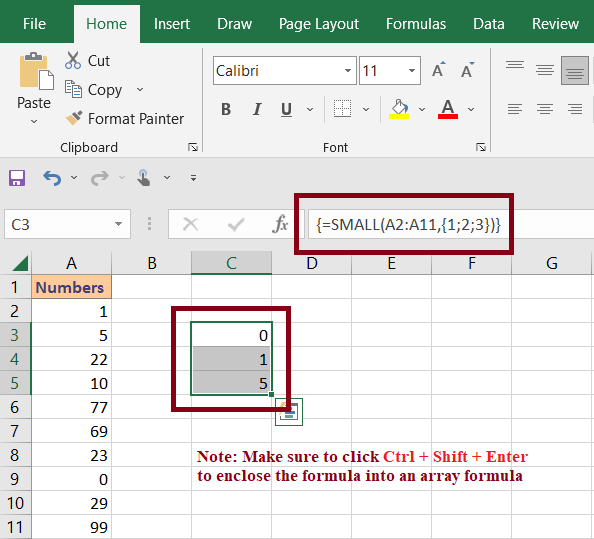 File Home Insert Draw Page Layout Formulas Data Review
Cut
Copy
Paste
Format Painter
Calibri 11 A A
B I U A
Clipboard Font
C3 fx {=SMALL(A2:A11,{1;2;3})}
A B C D E F G
1 Numbers
2 1
3 5 0
4 22 1
5 10 5
6 77
7 69
8 23 Note: Make sure to click Ctrl + Shift + Enter
9 0 to enclose the formula into an array formula
10 29
11 99